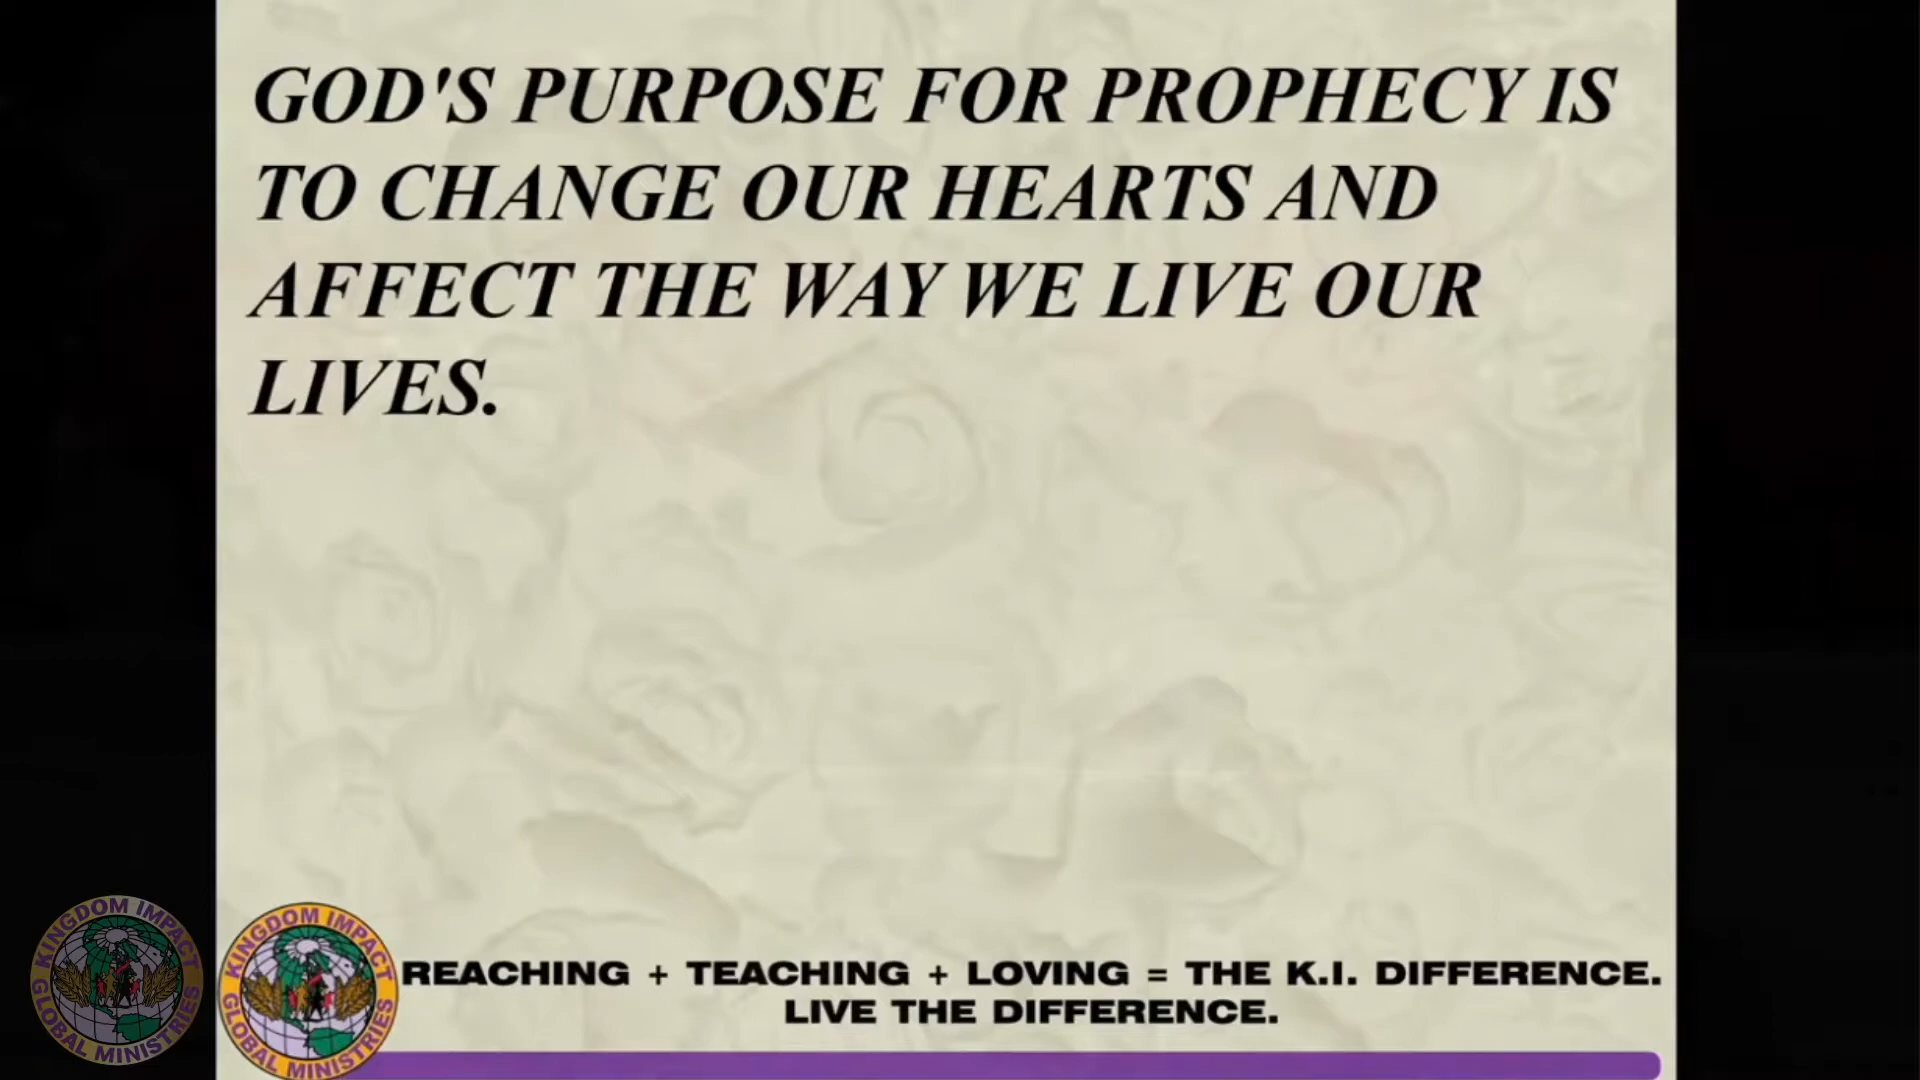 GOD'S PURPOSE FOR PROPHECY IS
TO CHANGE OUR HEARTS AND
AFFECT THE WAY WE LIVE OUR
LIVES.
KINGDOM IMPACT
GLOBAL MINISTRIES
KINGDOM IMPACT
GLOBAL MINISTRIES
REACHING + TEACHING + LOVING = THE K.I. DIFFERENCE.
LIVE THE DIFFERENCE.